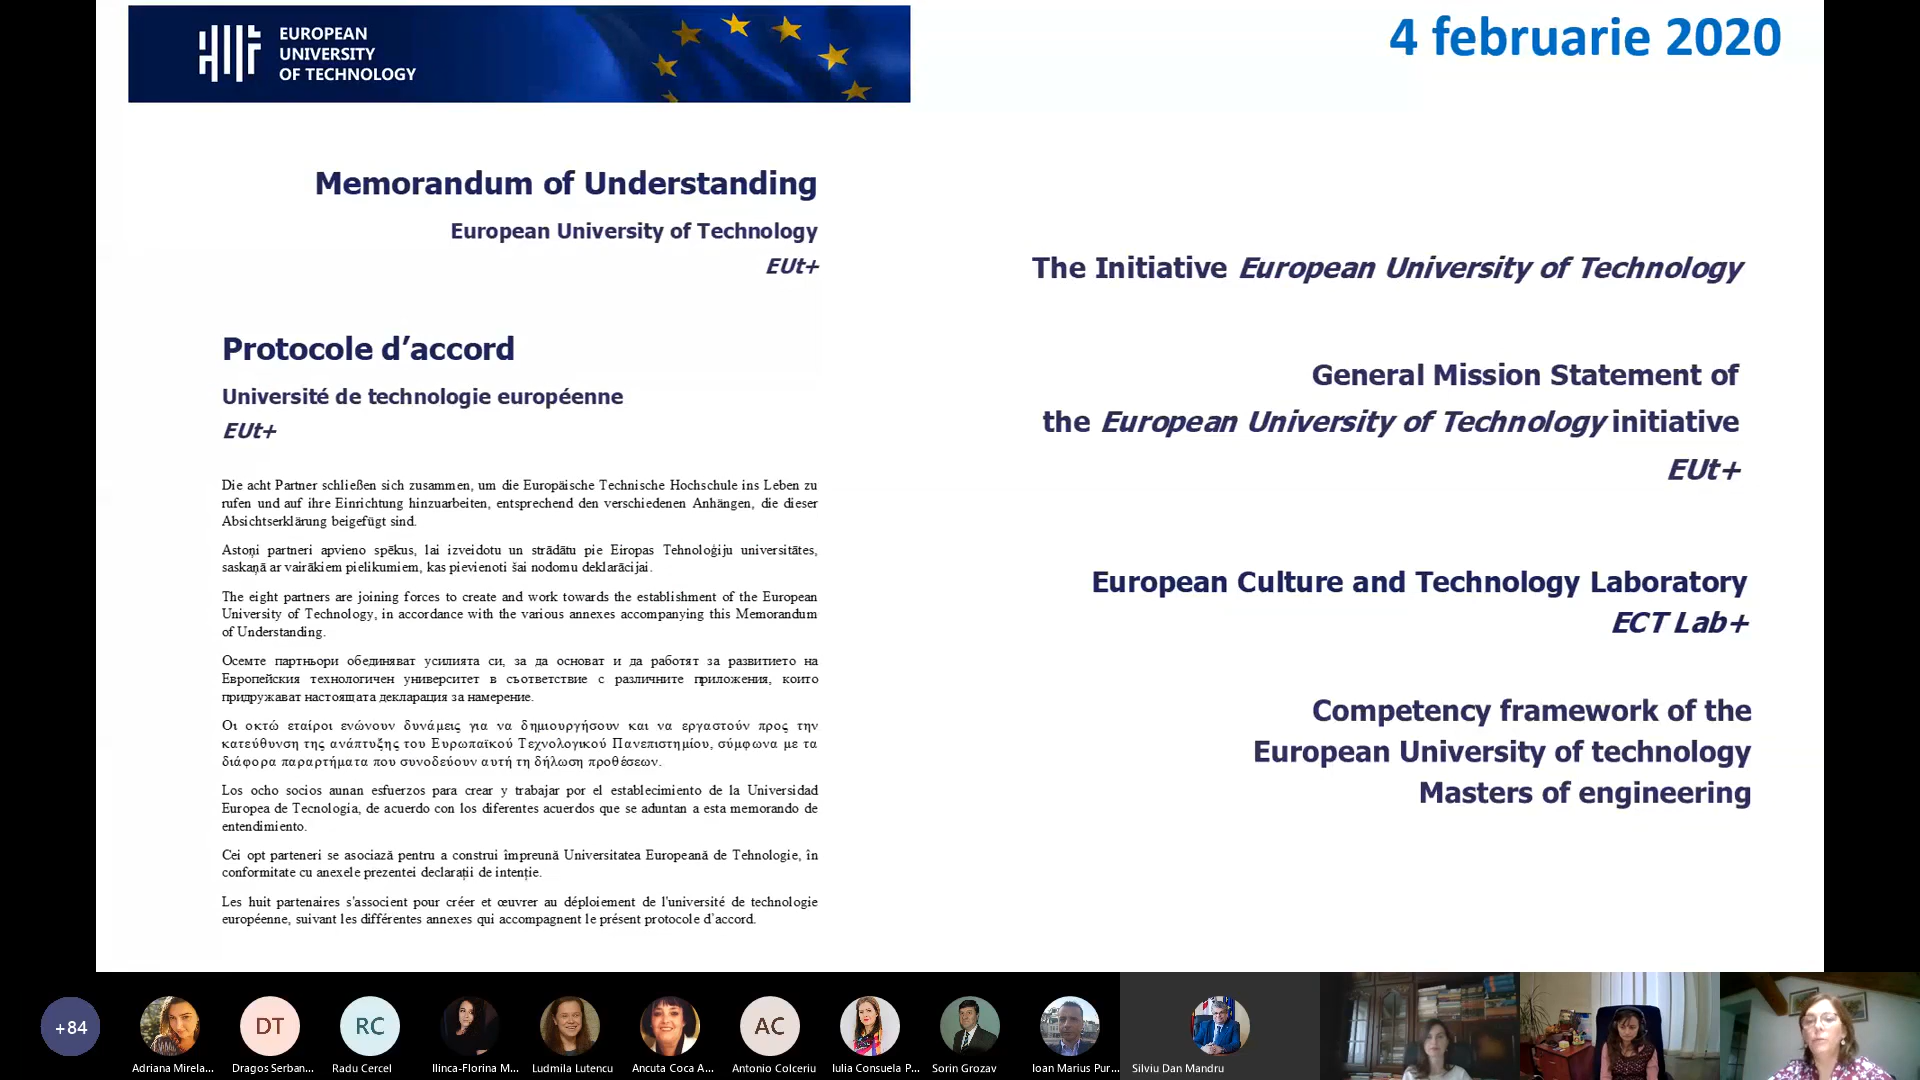 EUROPEAN
UNIVERSITY
OF TECHNOLOGY
4 februarie 2020
Memorandum of Understanding
European University of Technology
EUt+
Protocole d’accord
Université de technologie européenne
EUt+
Die acht Partner schließen sich zusammen, um die Europäische Technische Hochschule ins Leben zu
rufen und auf ihre Einrichtung hinzuarbeiten, entsprechend den verschiedenen Anhängen, die dieser
Absichtserklärung beigefügt sind.
Astoņi partneri apvieno spēkus, lai izveidotu un strādātu pie Eiropas Tehnoloģiju universitātes,
saskaņā ar vairākiem pielikumiem, kas pievienoti šai nodomu deklarācijai.
The eight partners are joining forces to create and work towards the establishment of the European
University of Technology, in accordance with the various annexes accompanying this Memorandum
of Understanding.
Осемте партньори обединяват усилията си, за да основат и да работят за развитието на
Европейския технологичен университет в съответствие с различните приложения, които
придружават настоящата декларация за намерение.
Οι οκτώ εταίροι ενώνουν δυνάμεις για να δημιουργήσουν και να εργαστούν προς την
κατεύθυνση της ανάπτυξης του Ευρωπαϊκού Τεχνολογικού Πανεπιστημίου, σύμφωνα με τα
διάφορα παραρτήματα που συνοδεύουν αυτή τη δήλωση προθέσεων.
Los ocho socios aunan esfuerzos para crear y trabajar por el establecimiento de la Universidad
Europea de Tecnología, de acuerdo con los diferentes acuerdos que se aduntan a esta memorando de
entendimiento.
Cei opt parteneri se asociază pentru a construi împreună Universitatea Europeană de Tehnologie, în
conformitate cu anexele prezentei declarații de intenție.
Les huit partenaires s'associent pour créer et œuvrer au déploiement de l'université de technologie
européenne, suivant les différentes annexes qui accompagnent le présent protocole d’accord.
The Initiative European University of Technology
General Mission Statement of
the European University of Technology initiative
EUt+
European Culture and Technology Laboratory
ECT Lab+
Competency framework of the
European University of technology
Masters of engineering
+84
DT
RC
AC
Adriana Mirela...
Dragos Serban...
Radu Cercel
Ilinca-Florina M...
Ludmila Lutencu
Ancuta Coca A...
Antonio Colceriu
Iulia Consuela P...
Sorin Grozav
Ioan Marius Pur...
Silviu Dan Mandru